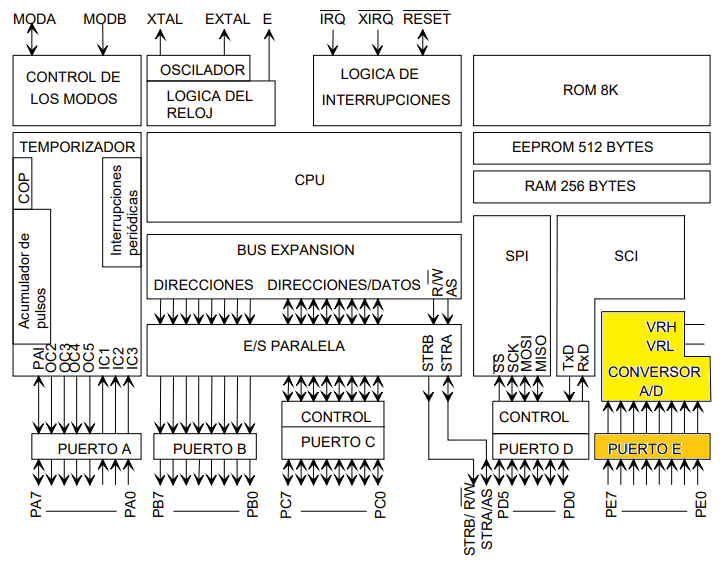 MODA MODB XTAL EXTAL E IRQ XIRQ RESET
CONTROL DE
LOS MODOS
OSCILADOR
LOGICA DEL
RELOJ
LOGICA DE
INTERRUPCIONES
ROM 8K
TEMPORIZADOR
COP
Interrupciones
periódicas
Acumulador de
pulsos
PAI
OC2
OC3
OC4
OC5
IC1
IC2
IC3
CPU
EEPROM 512 BYTES
RAM 256 BYTES
BUS EXPANSION
DIRECCIONES DIRECCIONES/DATOS
R/W
AS
E/S PARALELA
STRB
STRA
SPI
SS
SCK
MOSI
MISO
SCI
TxD
RxD
VRH
VRL
CONVERSOR
A/D
PUERTO A
PUERTO B
CONTROL
PUERTO C
CONTROL
PUERTO D
PUERTO E
PA7
PA0
PB7
PB0
PC7
PC0
STRB/ R/W
STRA/AS
PD5
PD0
PE7
PE0